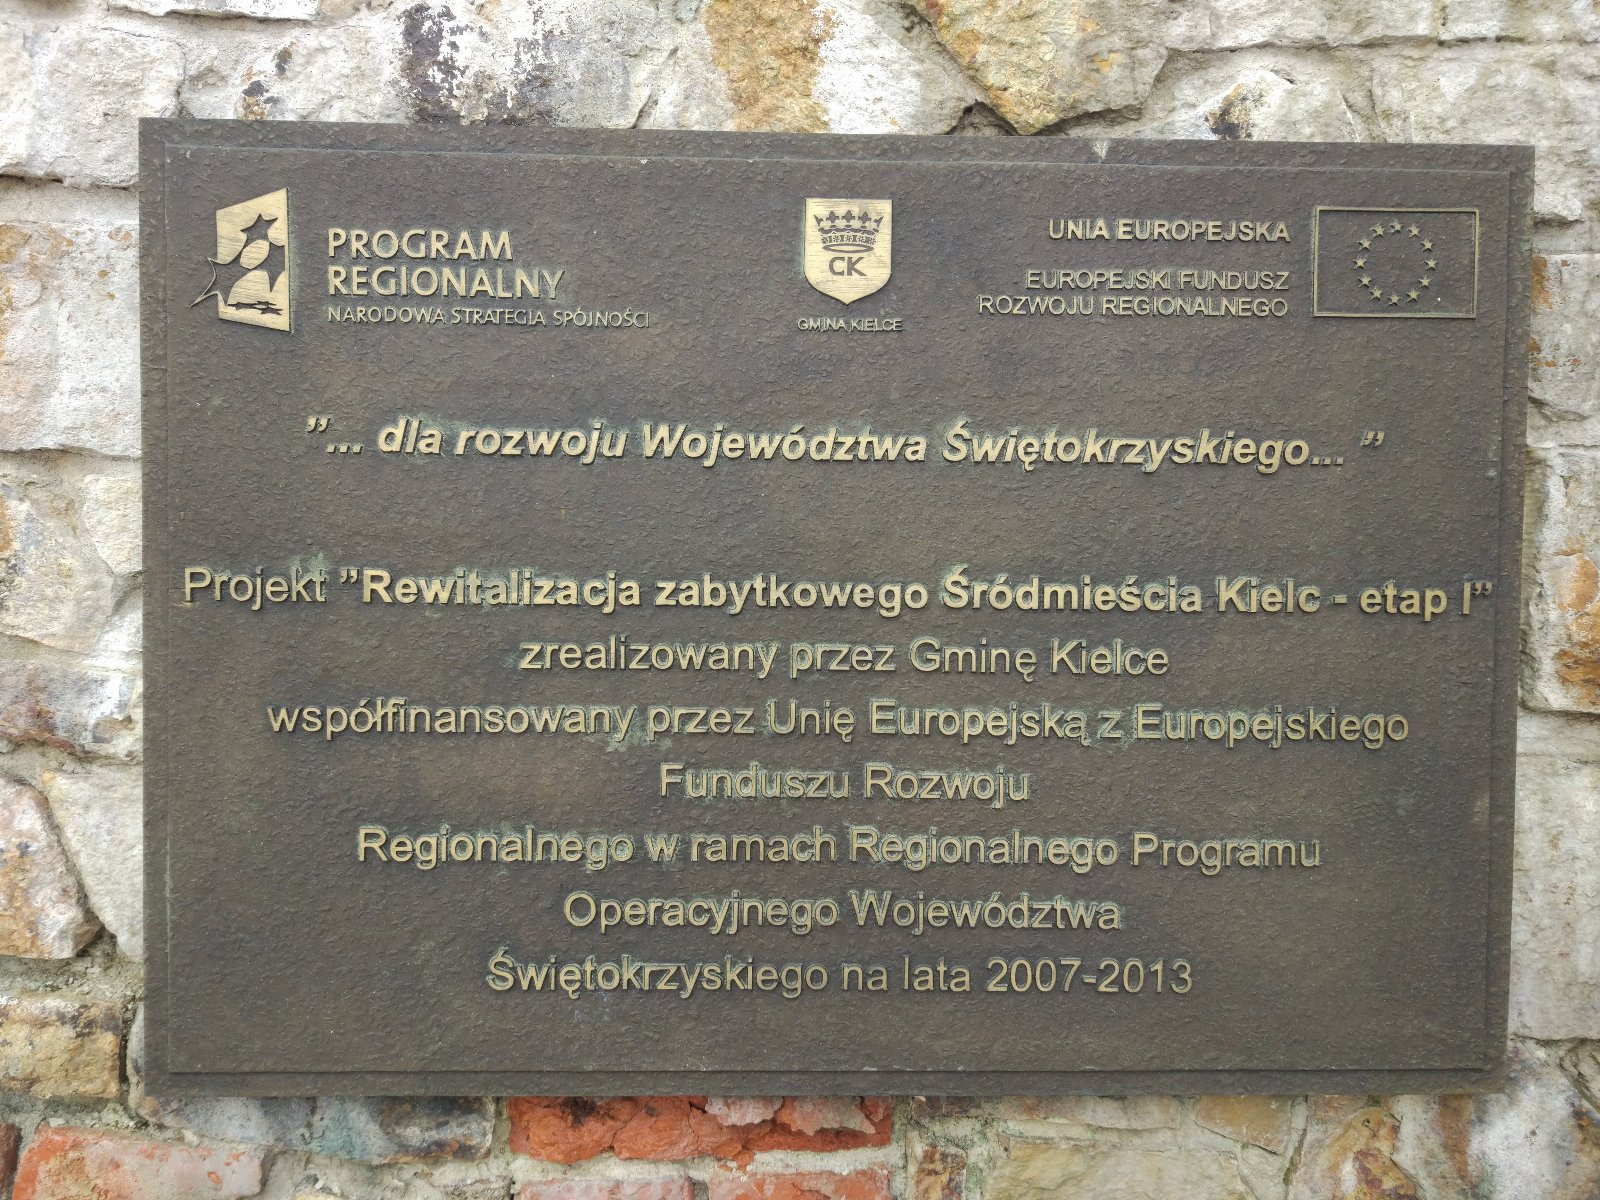 PROGRAM
REGIONALNY
NARODOWA STRATEGIA SPÓJNOŚCI
CK
GMINA KIELCE
UNIA EUROPEJSKA
EUROPEJSKI FUNDUSZ
ROZWOJU REGIONALNEGO
”... dla rozwoju Województwa Świętokrzyskiego... ”
Projekt ”Rewitalizacja zabytkowego Śródmieścia Kielc - etap I”
zrealizowany przez Gminę Kielce
współfinansowany przez Unię Europejską z Europejskiego
Funduszu Rozwoju
Regionalnego w ramach Regionalnego Programu
Operacyjnego Województwa
Świętokrzyskiego na lata 2007-2013